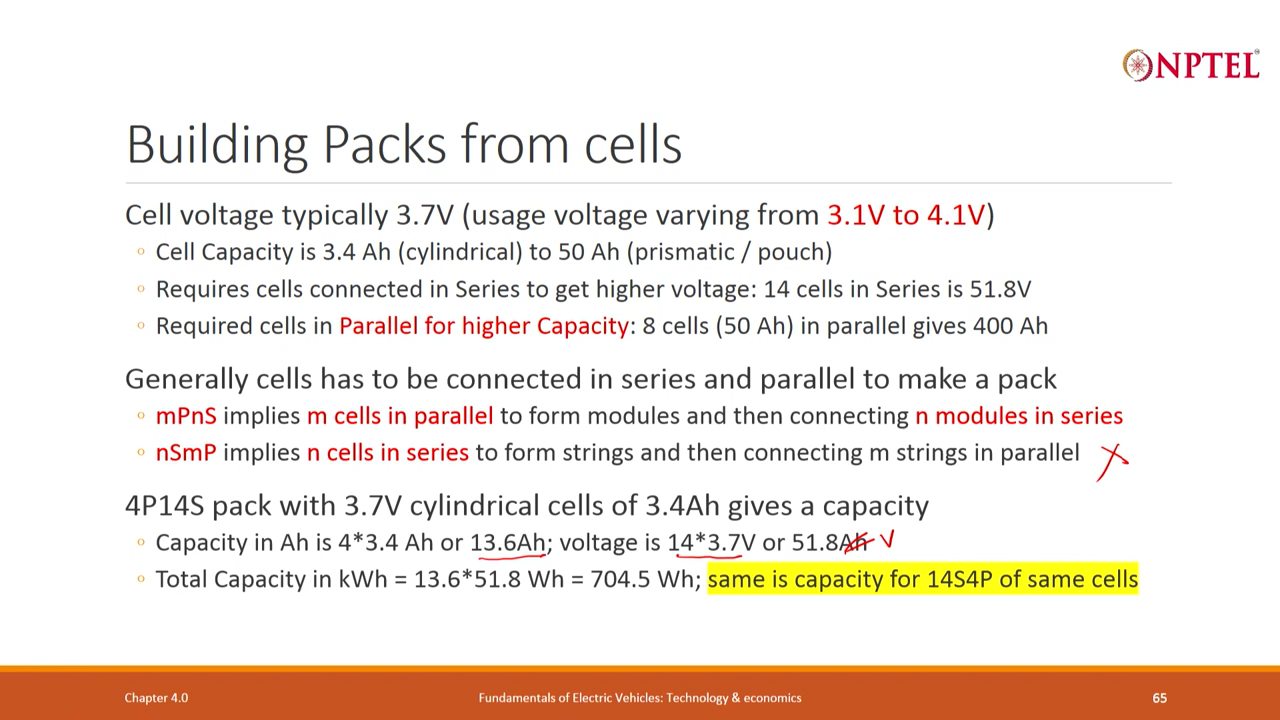 NPTEL
Building Packs from cells
Cell voltage typically 3.7V (usage voltage varying from 3.1V to 4.1V)
◦ Cell Capacity is 3.4 Ah (cylindrical) to 50 Ah (prismatic / pouch)
◦ Requires cells connected in Series to get higher voltage: 14 cells in Series is 51.8V
◦ Required cells in Parallel for higher Capacity: 8 cells (50 Ah) in parallel gives 400 Ah
Generally cells has to be connected in series and parallel to make a pack
◦ mPnS implies m cells in parallel to form modules and then connecting n modules in series
◦ nSmP implies n cells in series to form strings and then connecting m strings in parallel X
4P14S pack with 3.7V cylindrical cells of 3.4Ah gives a capacity
◦ Capacity in Ah is 4*3.4 Ah or 13.6Ah; voltage is 14*3.7V or 51.8Ah V
◦ Total Capacity in kWh = 13.6*51.8 Wh = 704.5 Wh; same is capacity for 14S4P of same cells
Chapter 4.0 Fundamentals of Electric Vehicles: Technology & economics 65